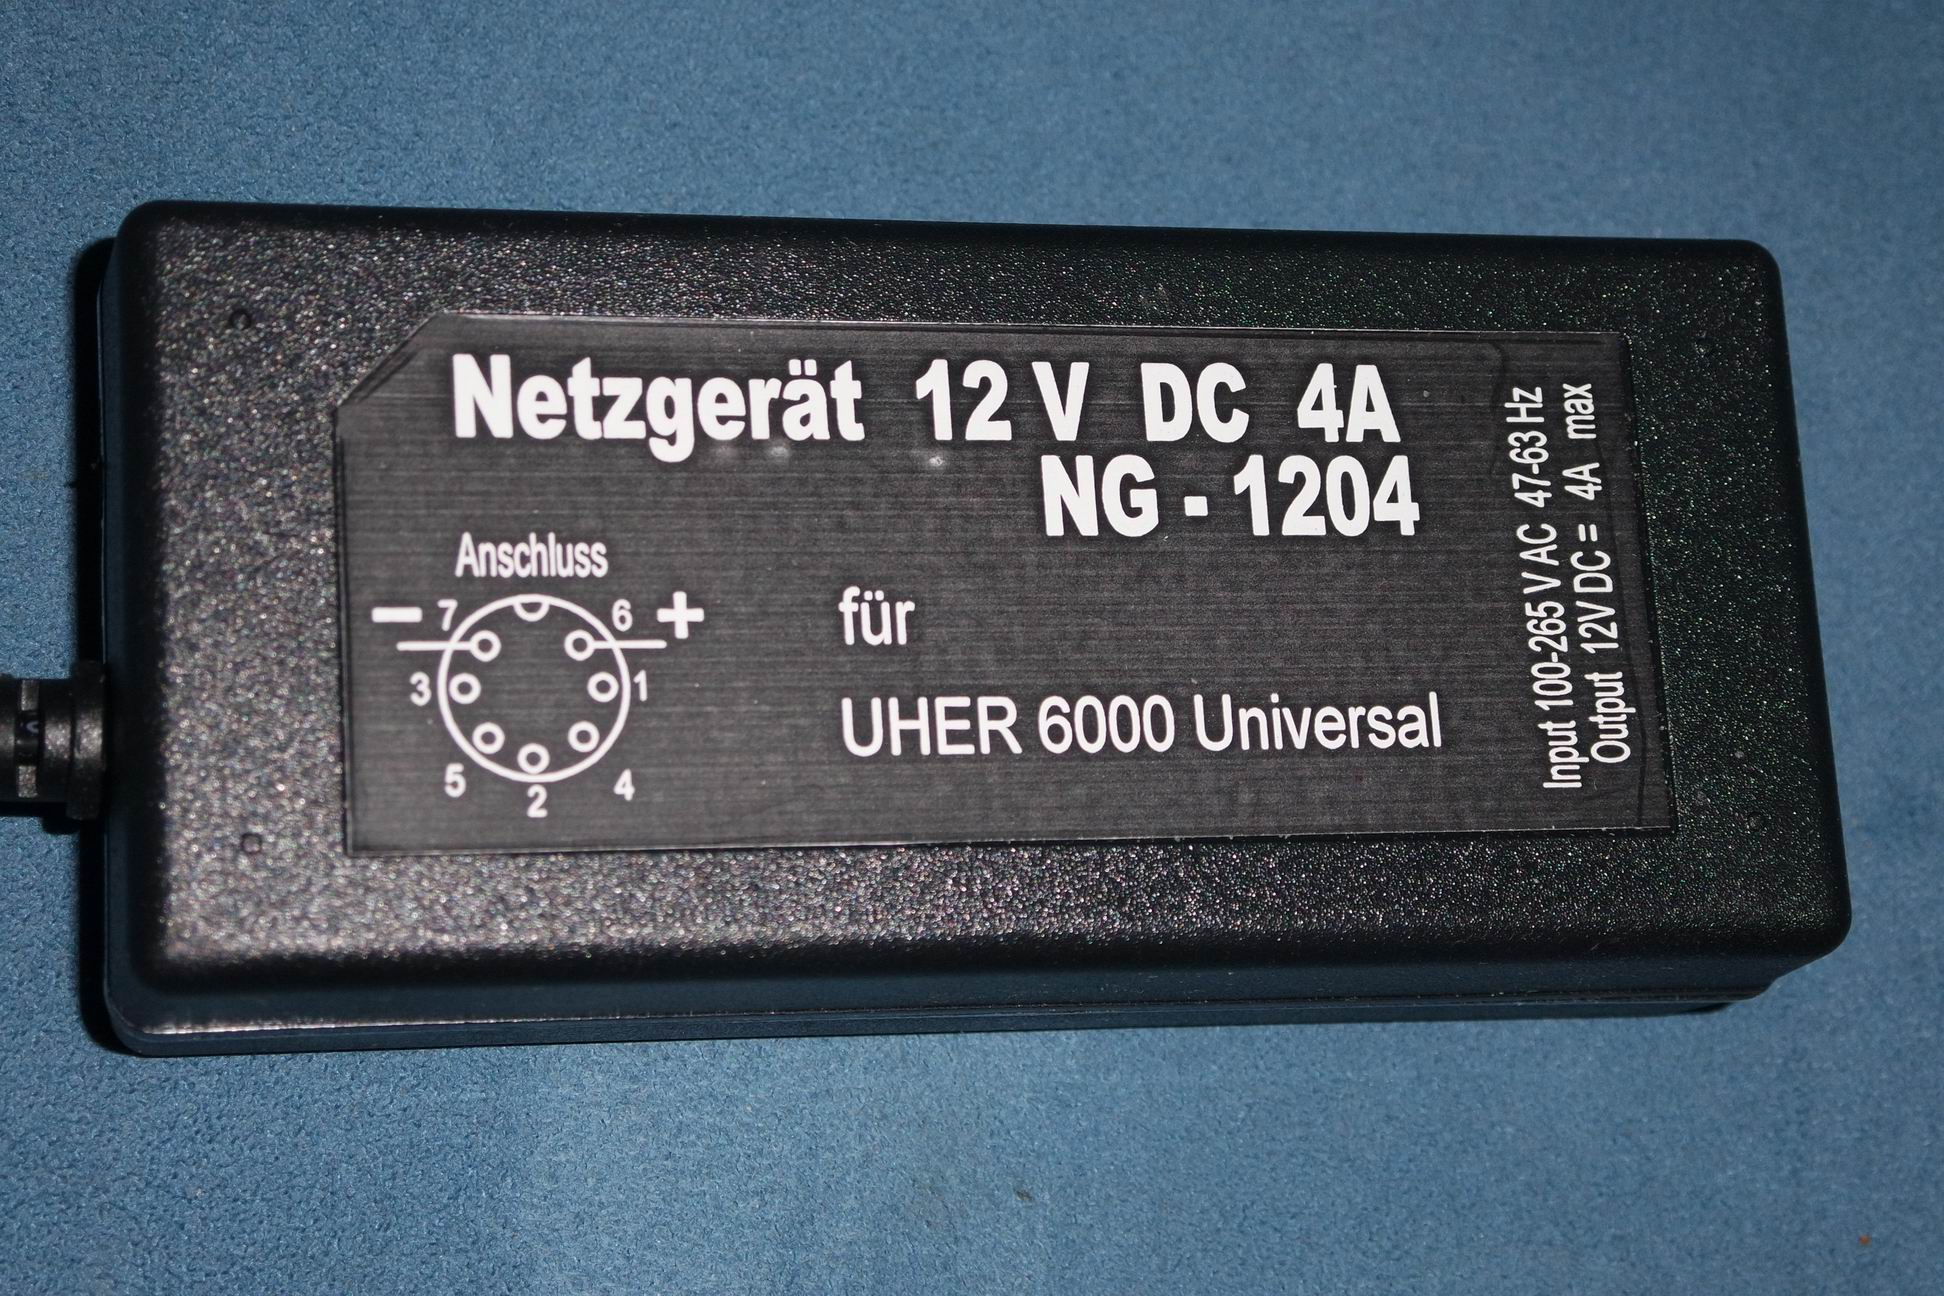 Netzgerät 12 V DC 4A
NG - 1204
Anschluss
− 7 6 +
3 1
5 4
2
für
UHER 6000 Universal
Input 100-265 V AC 47-63 Hz
Output 12V DC = 4A max